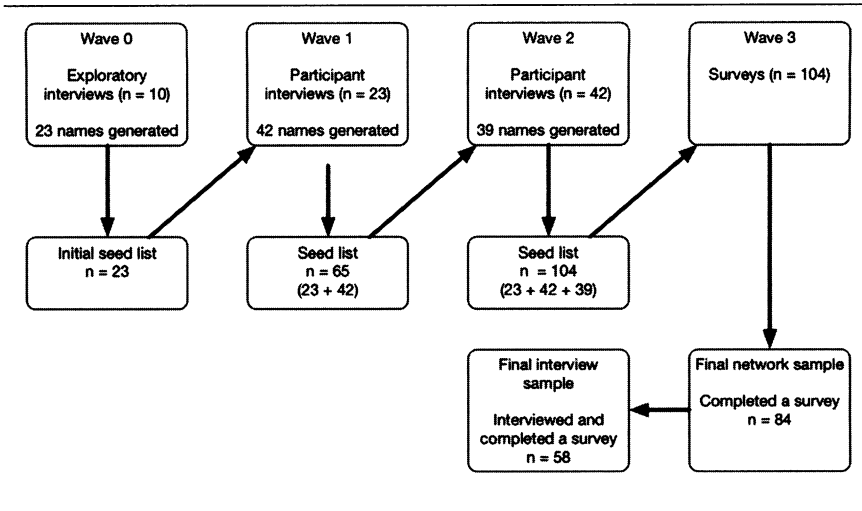 Wave 0
Exploratory
interviews (n = 10)
23 names generated
Wave 1
Participant
interviews (n = 23)
42 names generated
Wave 2
Participant
interviews (n = 42)
39 names generated
Wave 3
Surveys (n = 104)
Initial seed list
n = 23
Seed list
n = 65
(23 + 42)
Seed list
n = 104
(23 + 42 + 39)
Final interview
sample
Interviewed and
completed a survey
n = 58
Final network sample
Completed a survey
n = 84